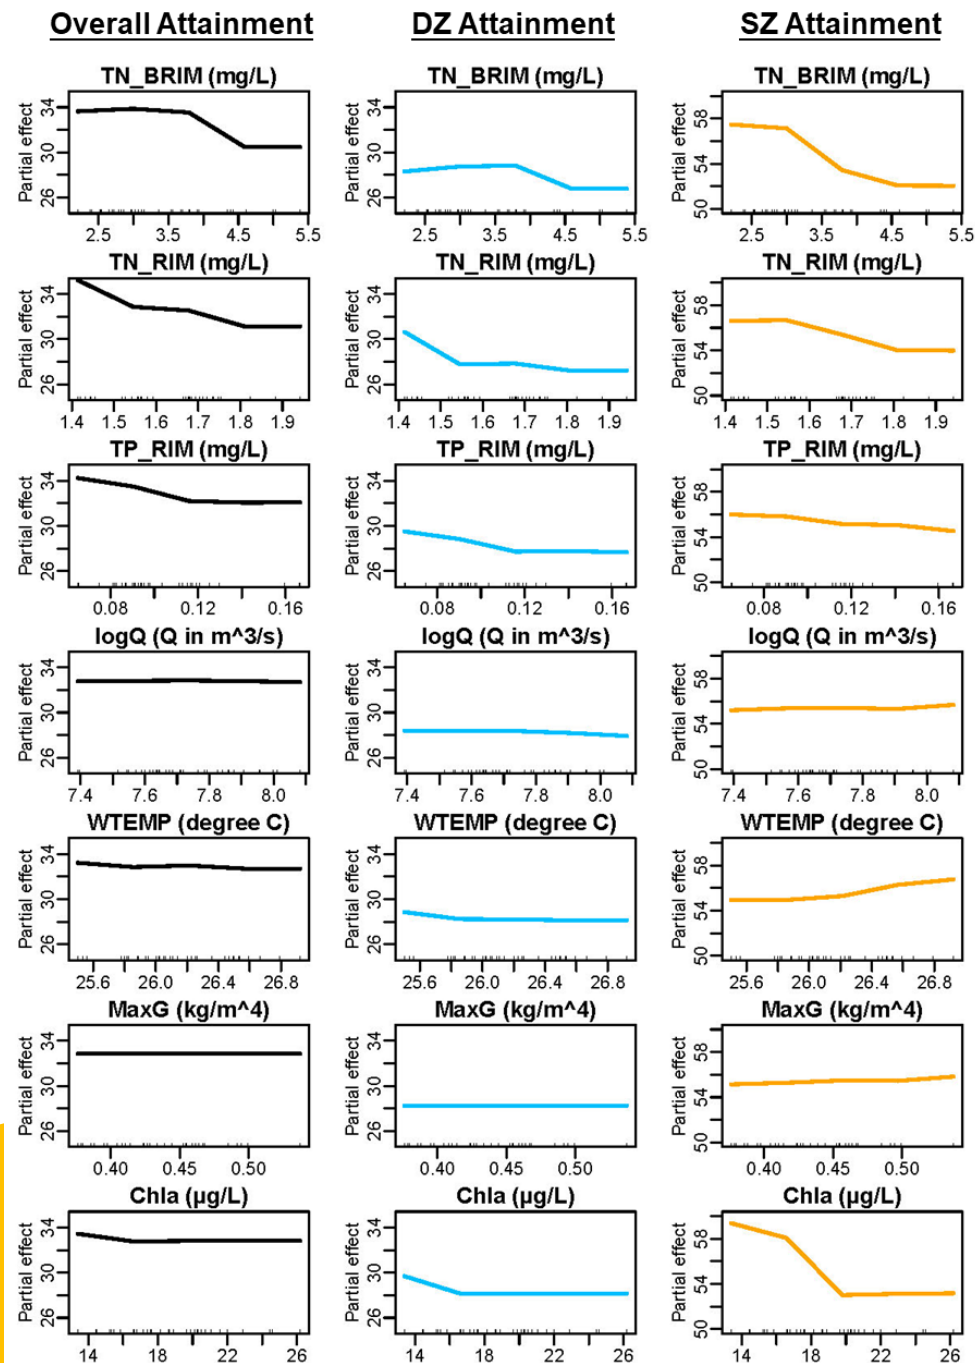 Overall Attainment DZ Attainment SZ Attainment
TN_BRIM (mg/L) TN_BRIM (mg/L) TN_BRIM (mg/L)
Partial effect 26 30 34 Partial effect 26 30 34 Partial effect 50 54 58
2.5 3.5 4.5 5.5 2.5 3.5 4.5 5.5 2.5 3.5 4.5 5.5
TN_RIM (mg/L) TN_RIM (mg/L) TN_RIM (mg/L)
Partial effect 26 30 34 Partial effect 26 30 34 Partial effect 50 54 58
1.4 1.5 1.6 1.7 1.8 1.9 1.4 1.5 1.6 1.7 1.8 1.9 1.4 1.5 1.6 1.7 1.8 1.9
TP_RIM (mg/L) TP_RIM (mg/L) TP_RIM (mg/L)
Partial effect 26 30 34 Partial effect 26 30 34 Partial effect 50 54 58
0.08 0.12 0.16 0.08 0.12 0.16 0.08 0.12 0.16
logQ (Q in m^3/s) logQ (Q in m^3/s) logQ (Q in m^3/s)
Partial effect 26 30 34 Partial effect 26 30 34 Partial effect 50 54 58
7.4 7.6 7.8 8.0 7.4 7.6 7.8 8.0 7.4 7.6 7.8 8.0
WTEMP (degree C) WTEMP (degree C) WTEMP (degree C)
Partial effect 26 30 34 Partial effect 26 30 34 Partial effect 50 54 58
25.6 26.0 26.4 26.8 25.6 26.0 26.4 26.8 25.6 26.0 26.4 26.8
MaxG (kg/m^4) MaxG (kg/m^4) MaxG (kg/m^4)
Partial effect 26 30 34 Partial effect 26 30 34 Partial effect 50 54 58
0.40 0.45 0.50 0.40 0.45 0.50 0.40 0.45 0.50
Chla (µg/L) Chla (µg/L) Chla (µg/L)
Partial effect 26 30 34 Partial effect 26 30 34 Partial effect 50 54 58
14 18 22 26 14 18 22 26 14 18 22 26